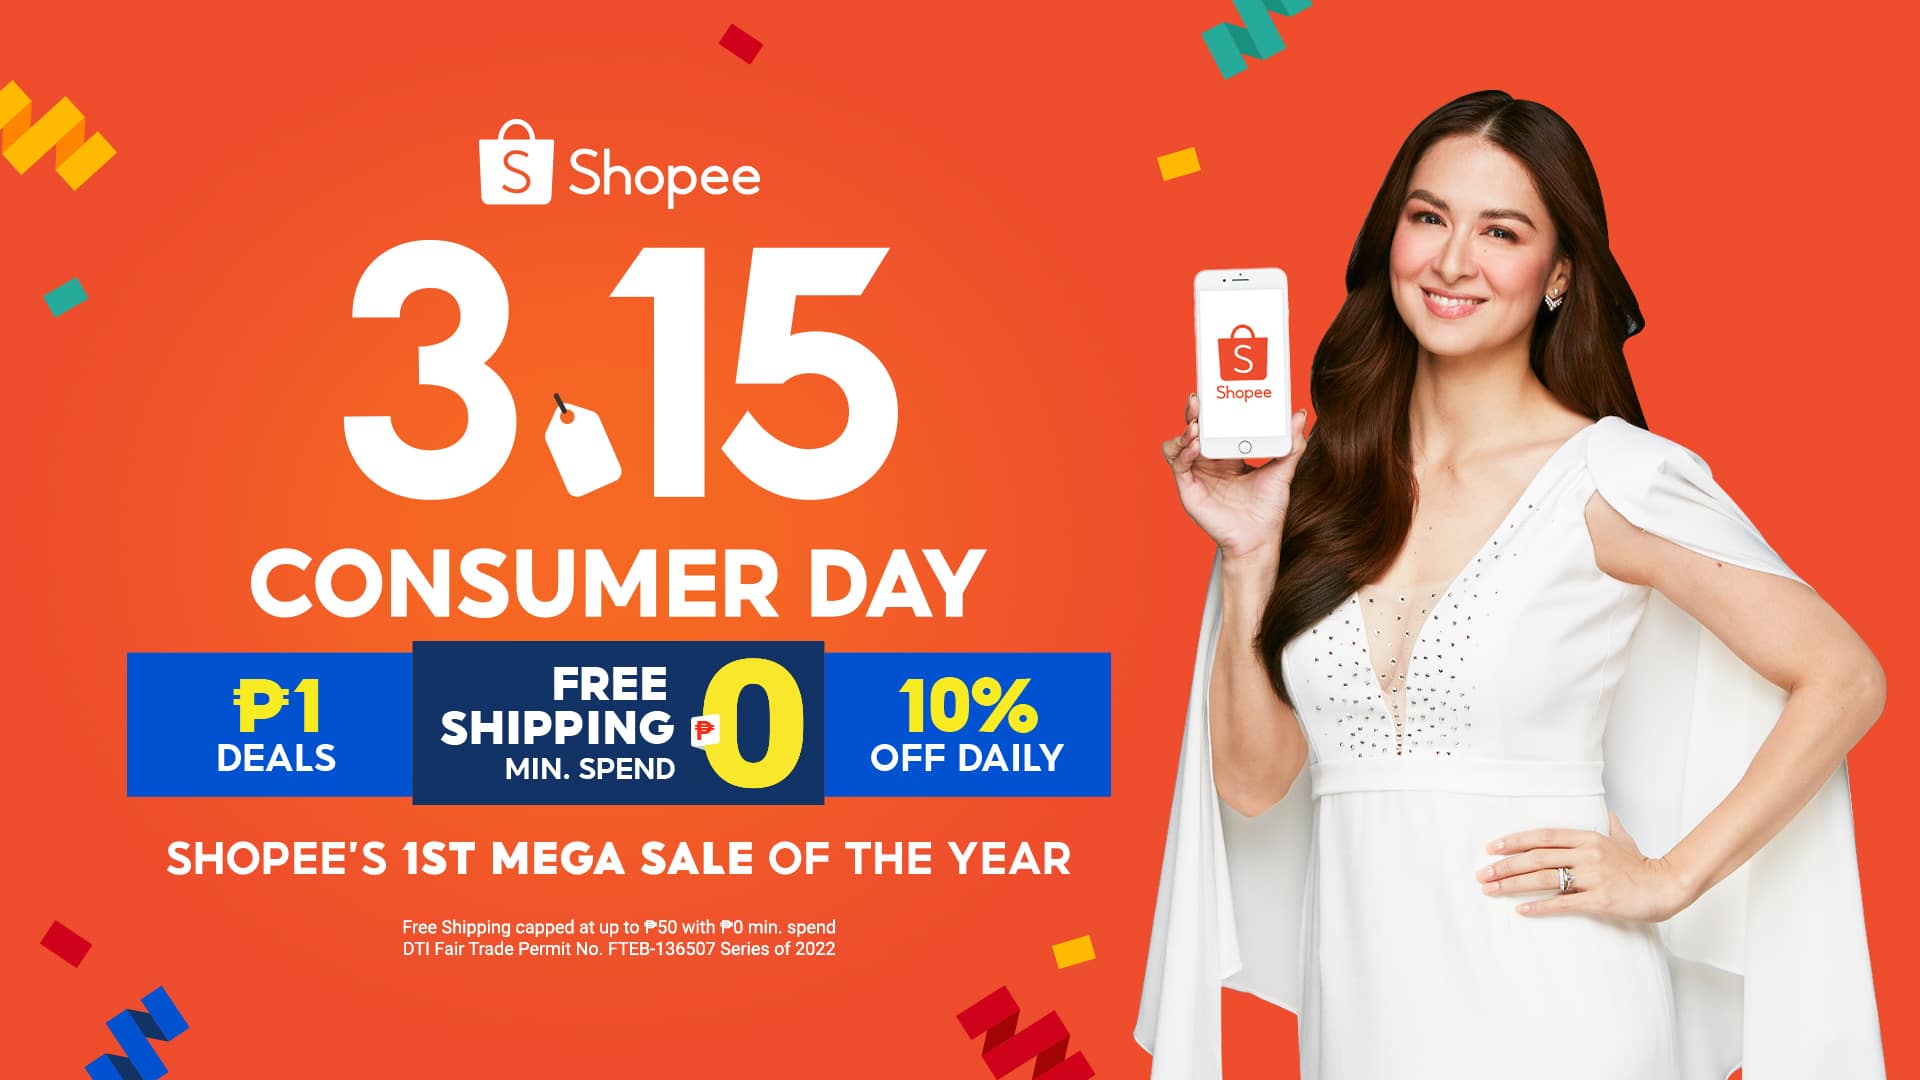 S Shopee
3.15
CONSUMER DAY
₱1
DEALS
FREE
SHIPPING
MIN. SPEND
₱0
10%
OFF DAILY
SHOPEE'S 1ST MEGA SALE OF THE YEAR
Free Shipping capped at up to ₱50 with ₱0 min. spend
DTI Fair Trade Permit No. FTEB-136507 Series of 2022
S
Shopee